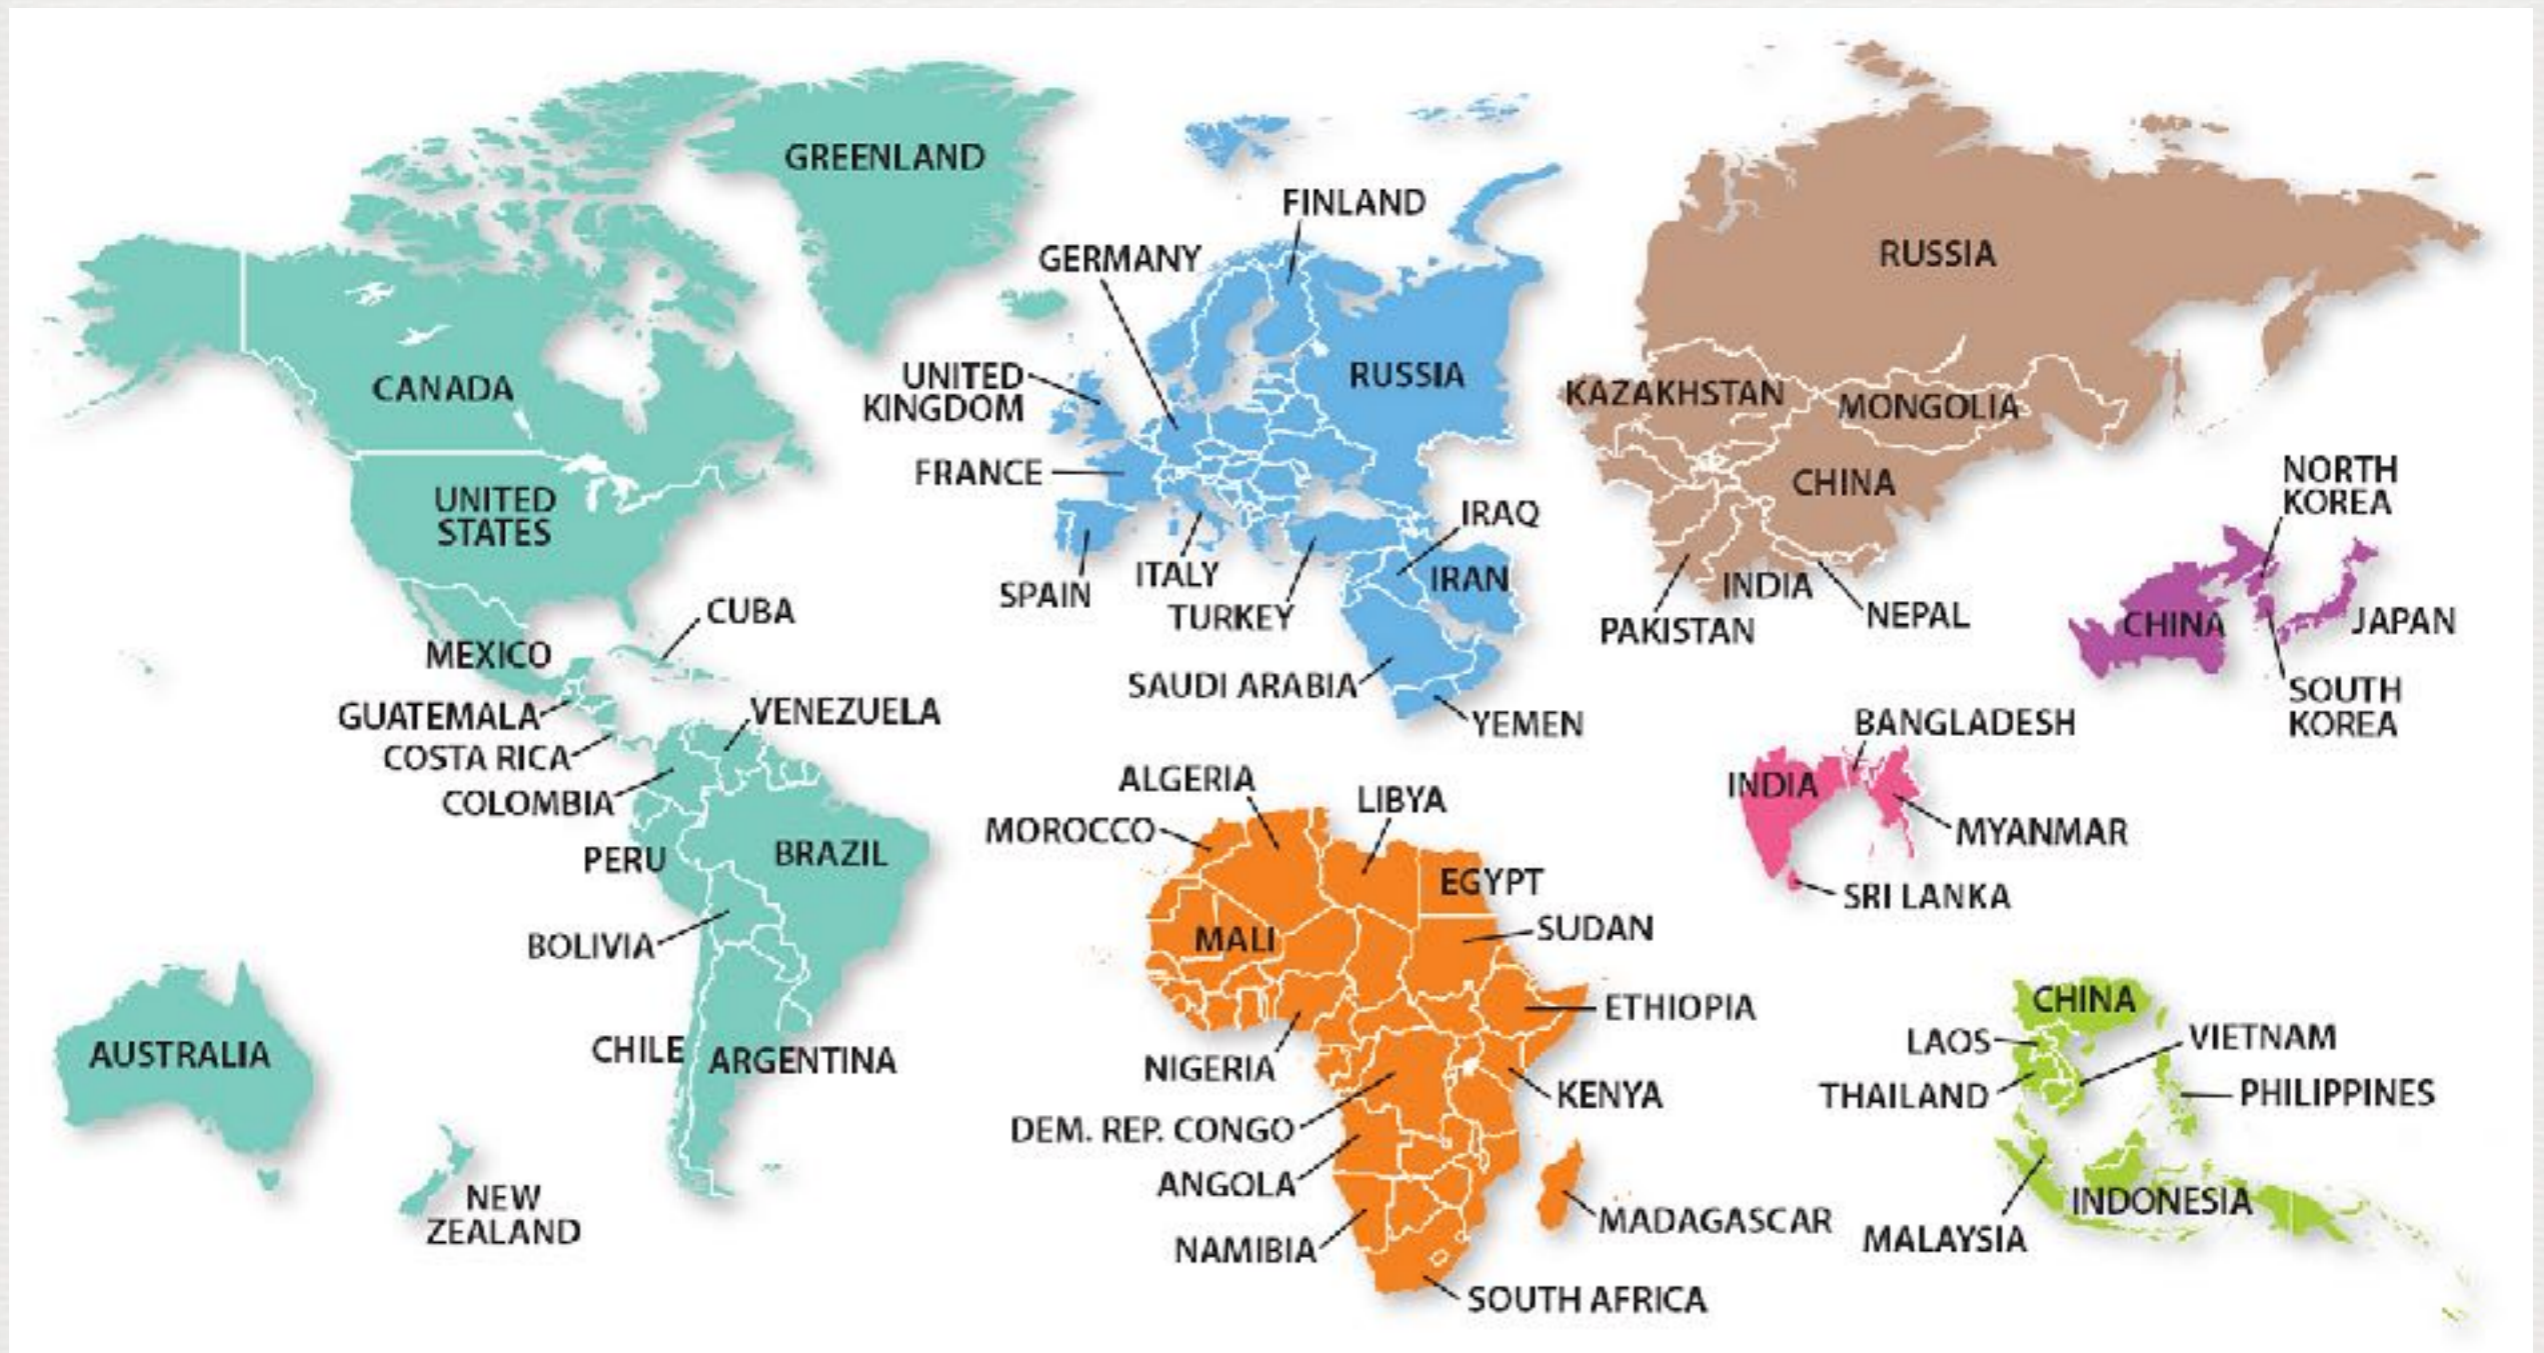 GREENLAND
CANADA
UNITED
STATES
MEXICO
CUBA
GUATEMALA
COSTA RICA
COLOMBIA
VENEZUELA
PERU
BRAZIL
BOLIVIA
CHILE
ARGENTINA
AUSTRALIA
NEW
ZEALAND
FINLAND
GERMANY
UNITED
KINGDOM
RUSSIA
FRANCE
SPAIN
ITALY
TURKEY
IRAQ
IRAN
SAUDI ARABIA
YEMEN
ALGERIA
LIBYA
MOROCCO
EGYPT
MALI
SUDAN
ETHIOPIA
NIGERIA
KENYA
DEM. REP. CONGO
ANGOLA
MADAGASCAR
NAMIBIA
SOUTH AFRICA
RUSSIA
KAZAKHSTAN
MONGOLIA
CHINA
INDIA
NEPAL
PAKISTAN
NORTH
KOREA
CHINA
JAPAN
SOUTH
KOREA
BANGLADESH
INDIA
MYANMAR
SRI LANKA
CHINA
LAOS
VIETNAM
THAILAND
PHILIPPINES
INDONESIA
MALAYSIA